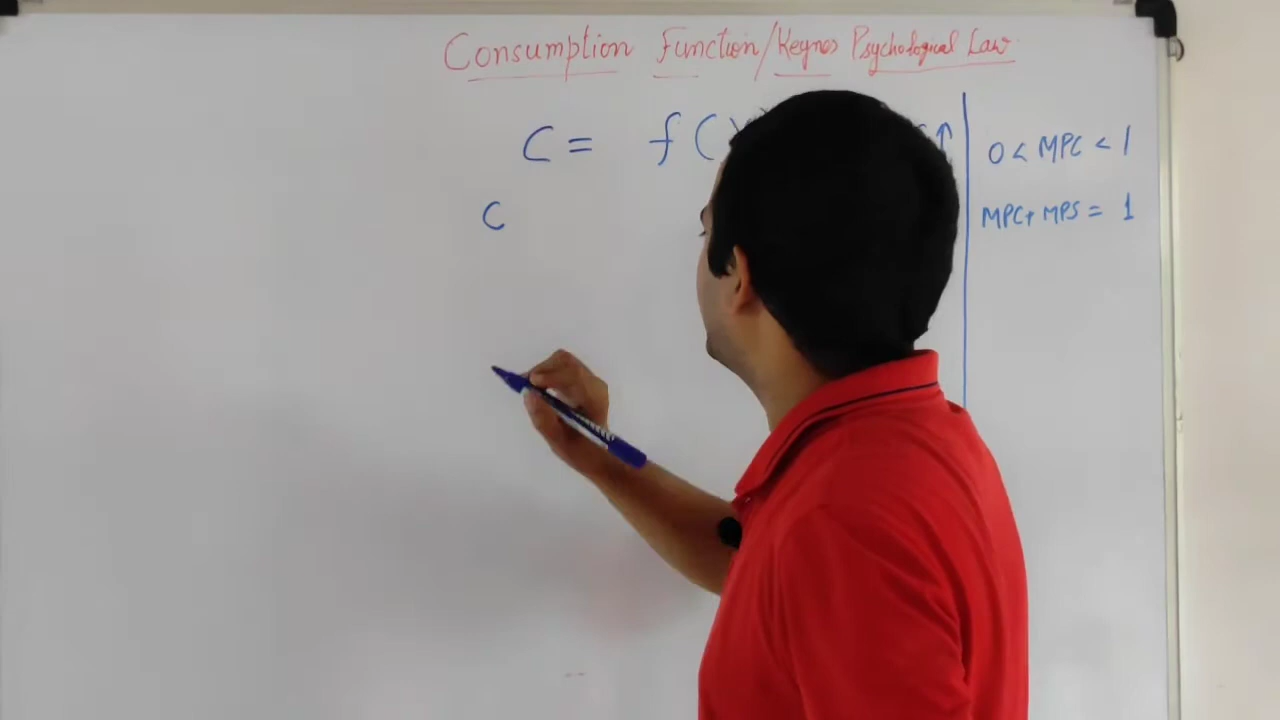 Consumption Function/Keynes Psychological Law
C = f(
↑
0 < MPC < 1
C
MPC + MPS = 1